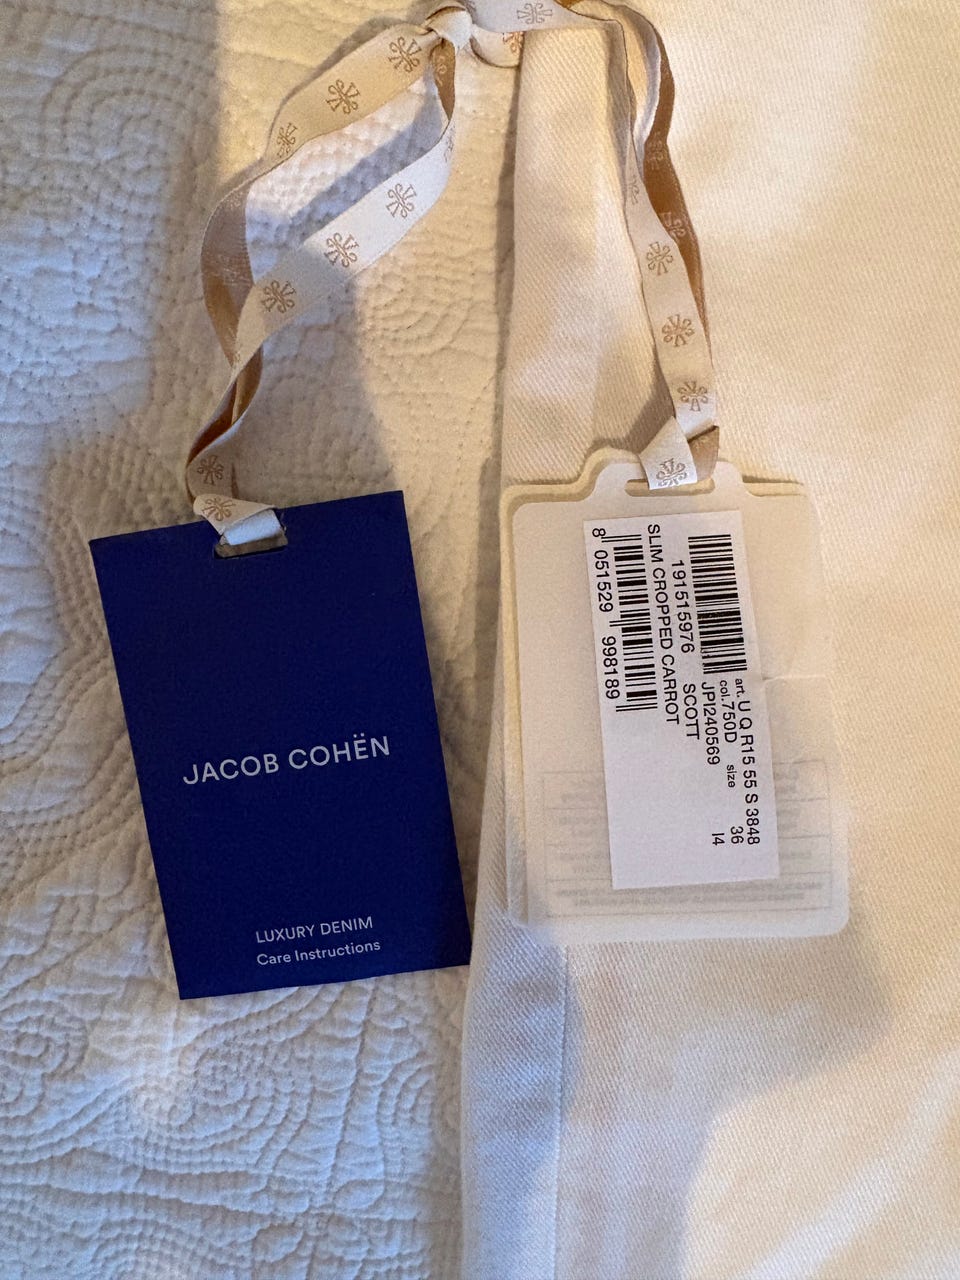 JACOB COHËN
LUXURY DENIM
Care Instructions
art. U Q R15 55 S 3848
col. 750D size 36
JPI240569 I4
191515976 SCOTT
SLIM CROPPED CARROT
8 051529 998189